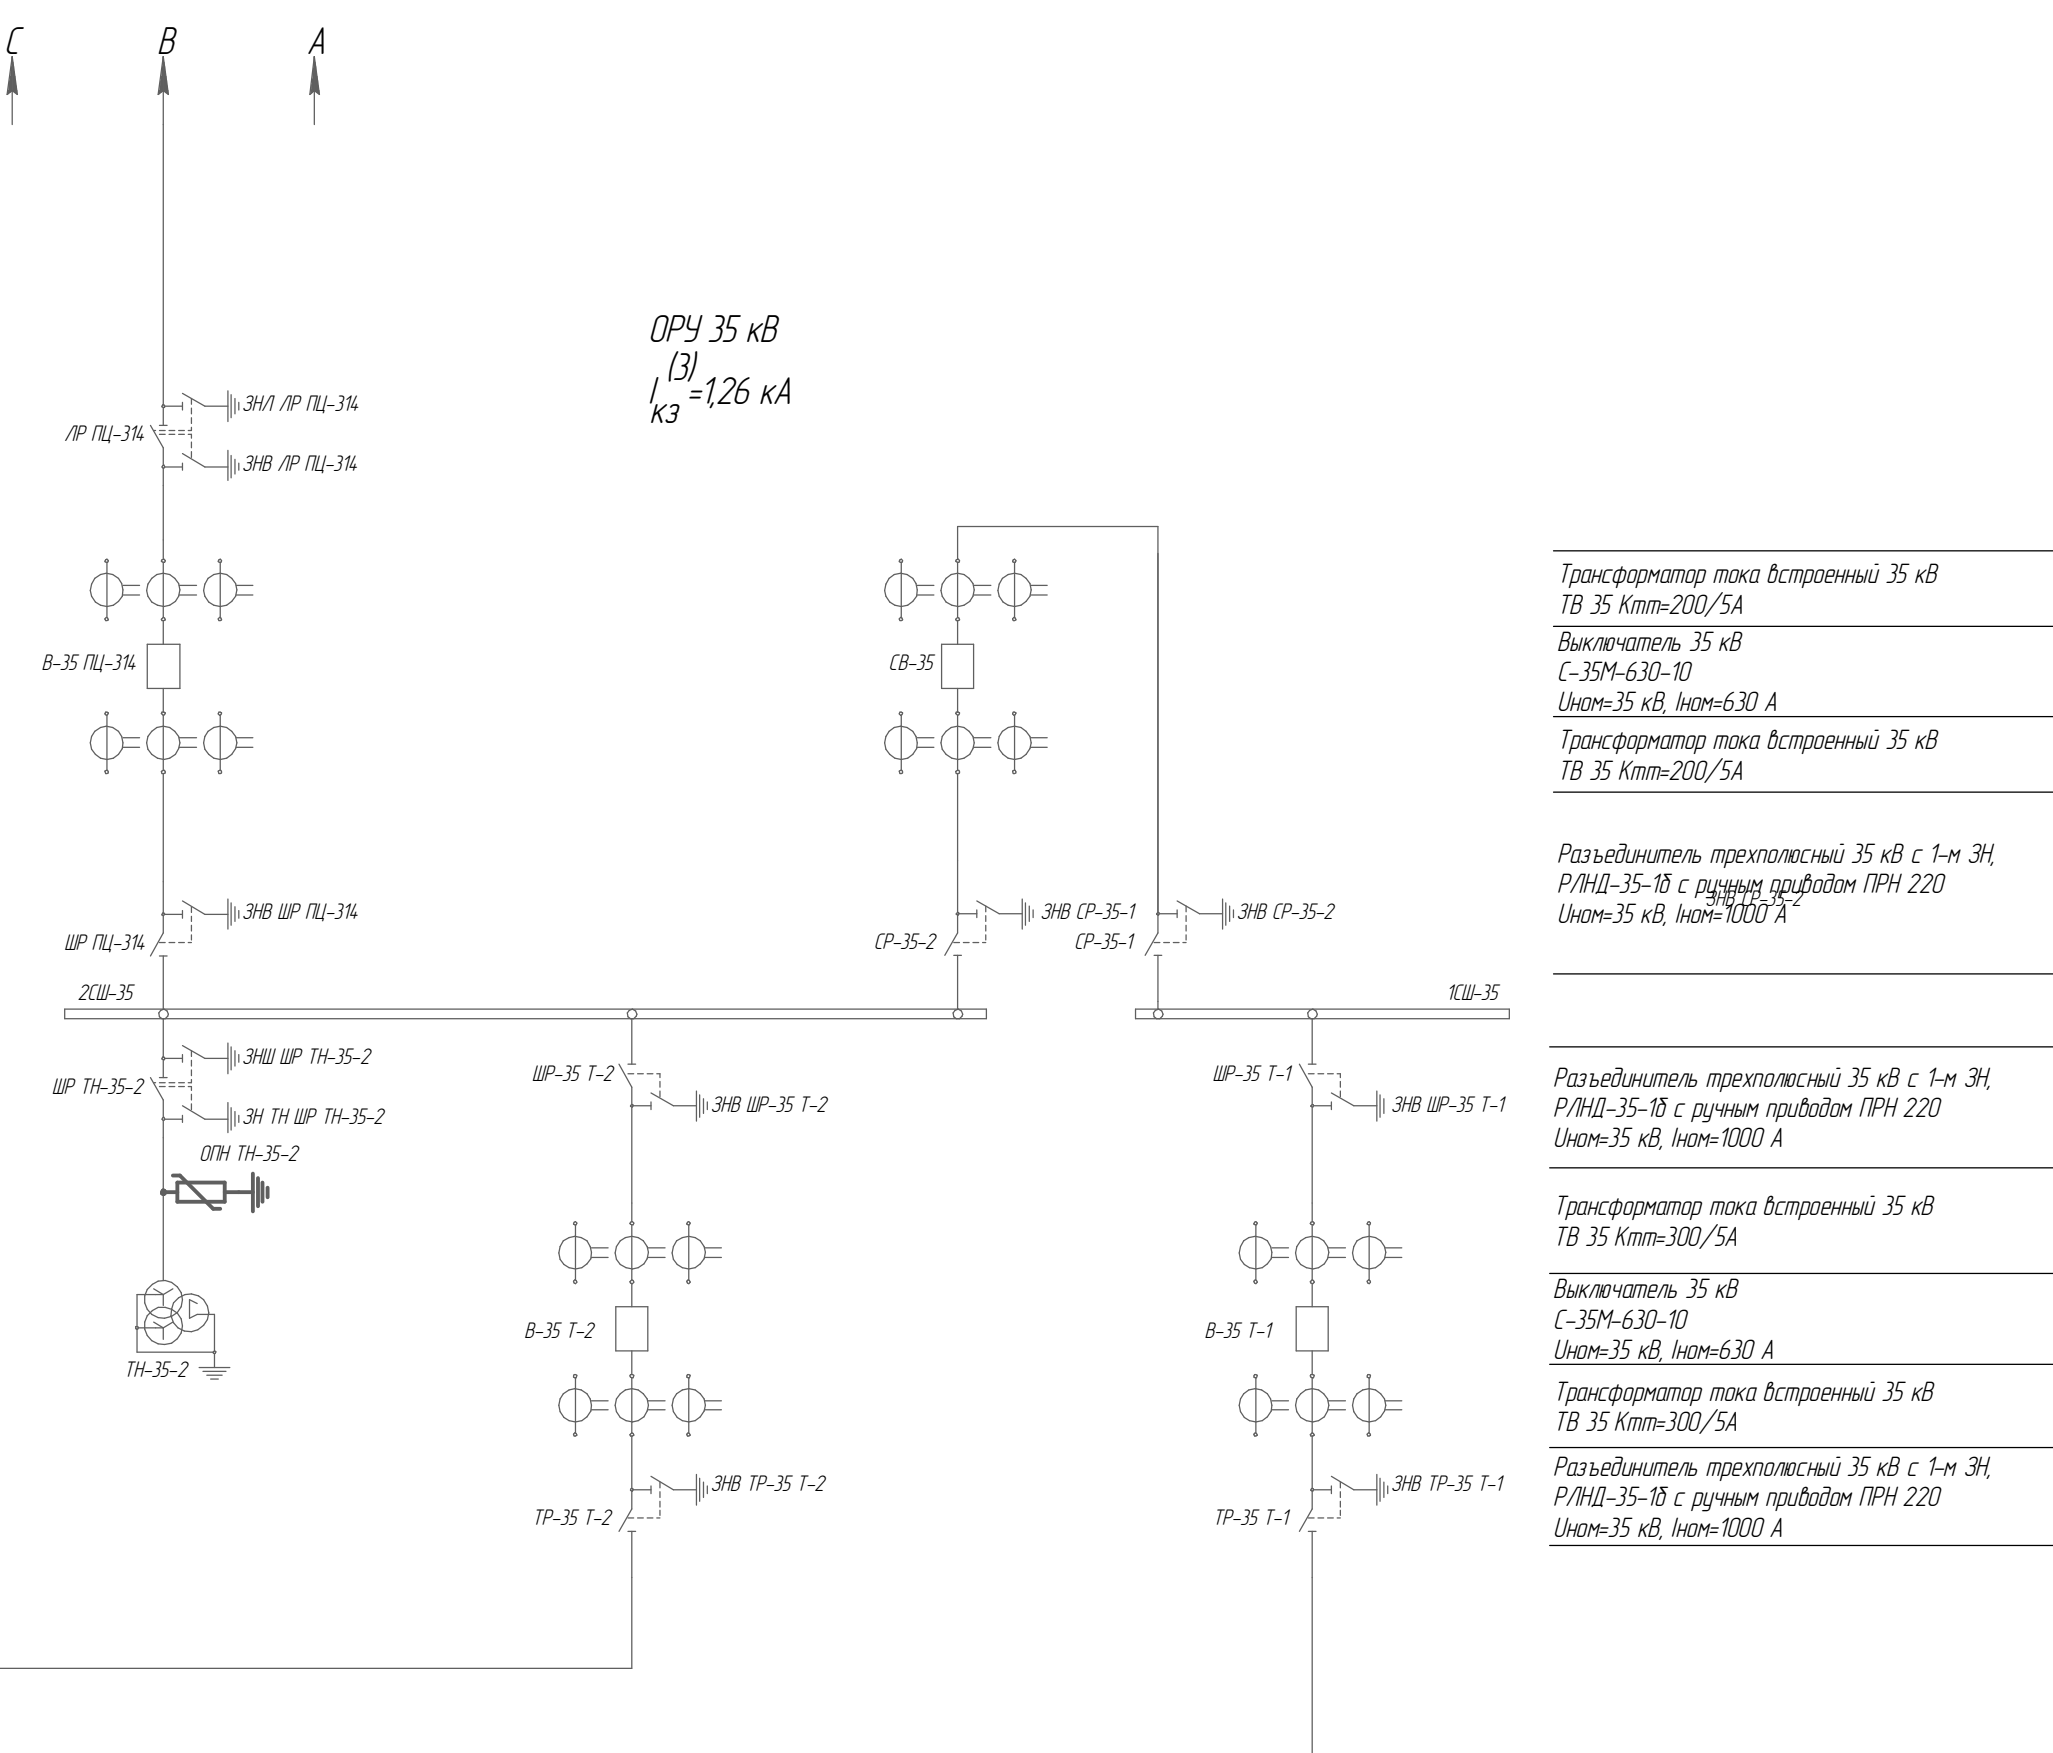 С
В
А
ОРУ 35 кВ
(3)
I =1,26 кА
КЗ
ЗНЛ ЛР ПЦ-314
ЛР ПЦ-314
ЗНВ ЛР ПЦ-314
В-35 ПЦ-314
СВ-35
ЗНВ ШР ПЦ-314
ШР ПЦ-314
ЗНВ СР-35-1
СР-35-2
ЗНВ СР-35-2
СР-35-1
2СШ-35
1СШ-35
ЗНШ ШР ТН-35-2
ШР ТН-35-2
ЗН ТН ШР ТН-35-2
ОПН ТН-35-2
ТН-35-2
ШР-35 Т-2
ЗНВ ШР-35 Т-2
В-35 Т-2
ЗНВ ТР-35 Т-2
ТР-35 Т-2
ШР-35 Т-1
ЗНВ ШР-35 Т-1
В-35 Т-1
ЗНВ ТР-35 Т-1
ТР-35 Т-1
Трансформатор тока встроенный 35 кВ
ТВ 35 Ктт=200/5А
Выключатель 35 кВ
С-35М-630-10
Uном=35 кВ, Iном=630 А
Трансформатор тока встроенный 35 кВ
ТВ 35 Ктт=200/5А
Разъединитель трехполюсный 35 кВ с 1-м ЗН,
РЛНД-35-1б с ручным приводом ПРН 220
ЗНВ СР-35-2
Uном=35 кВ, Iном=1000 А
Разъединитель трехполюсный 35 кВ с 1-м ЗН,
РЛНД-35-1б с ручным приводом ПРН 220
Uном=35 кВ, Iном=1000 А
Трансформатор тока встроенный 35 кВ
ТВ 35 Ктт=300/5А
Выключатель 35 кВ
С-35М-630-10
Uном=35 кВ, Iном=630 А
Трансформатор тока встроенный 35 кВ
ТВ 35 Ктт=300/5А
Разъединитель трехполюсный 35 кВ с 1-м ЗН,
РЛНД-35-1б с ручным приводом ПРН 220
Uном=35 кВ, Iном=1000 А